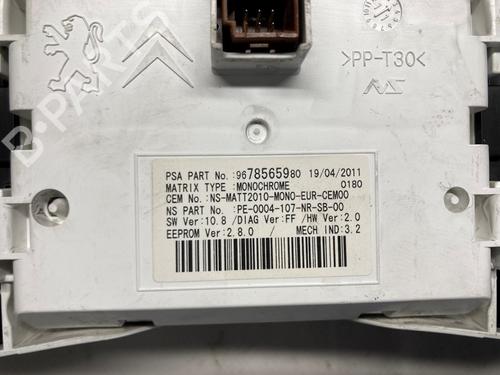 >PP-T30<
NS
B-PARTS
PSA PART No.:9678565980 19/04/2011
MATRIX TYPE :MONOCHROME 0180
CEM No.:NS-MATT2010-MONO-EUR-CEM00
NS PART No.: PE-0004-107-NR-SB-00
SW Ver:10.8 /DIAG Ver:FF /HW Ver:2.0
EEPROM Ver:2.8.0 / MECH IND:3.2